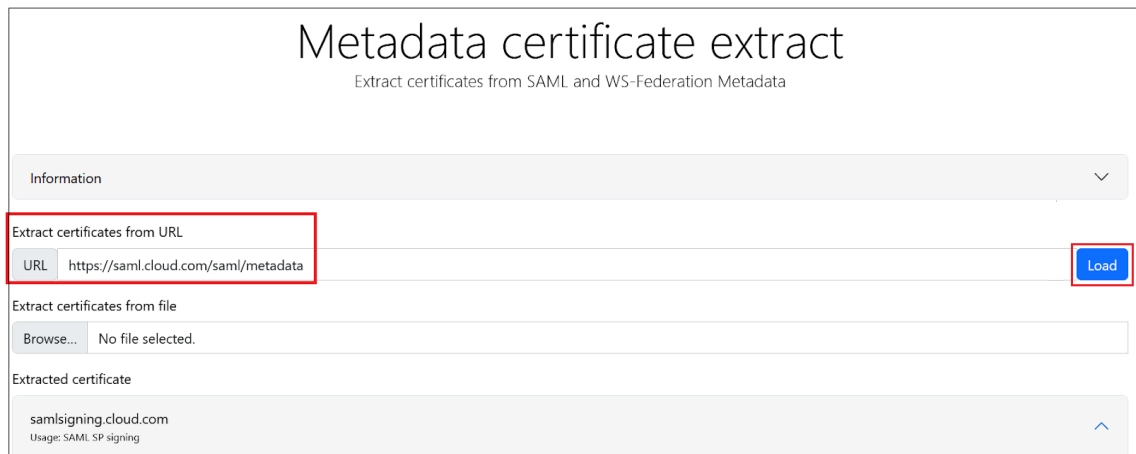 Metadata certificate extract
Extract certificates from SAML and WS-Federation Metadata
Information
Extract certificates from URL
URL https://saml.cloud.com/saml/metadata Load
Extract certificates from file
Browse... No file selected.
Extracted certificate
samlsigning.cloud.com
Usage: SAML SP signing